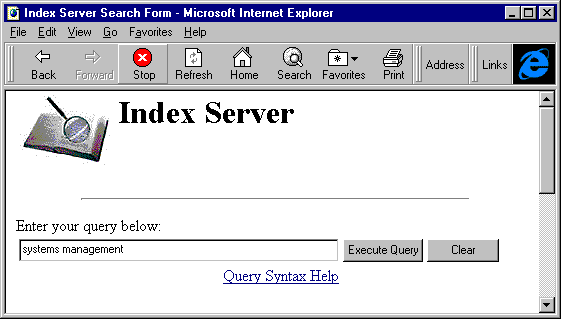 Index Server Search Form - Microsoft Internet Explorer
File Edit View Go Favorites Help
Back Forward Stop Refresh Home Search Favorites Print Address Links
Index Server
Enter your query below:
systems management Execute Query Clear
Query Syntax Help